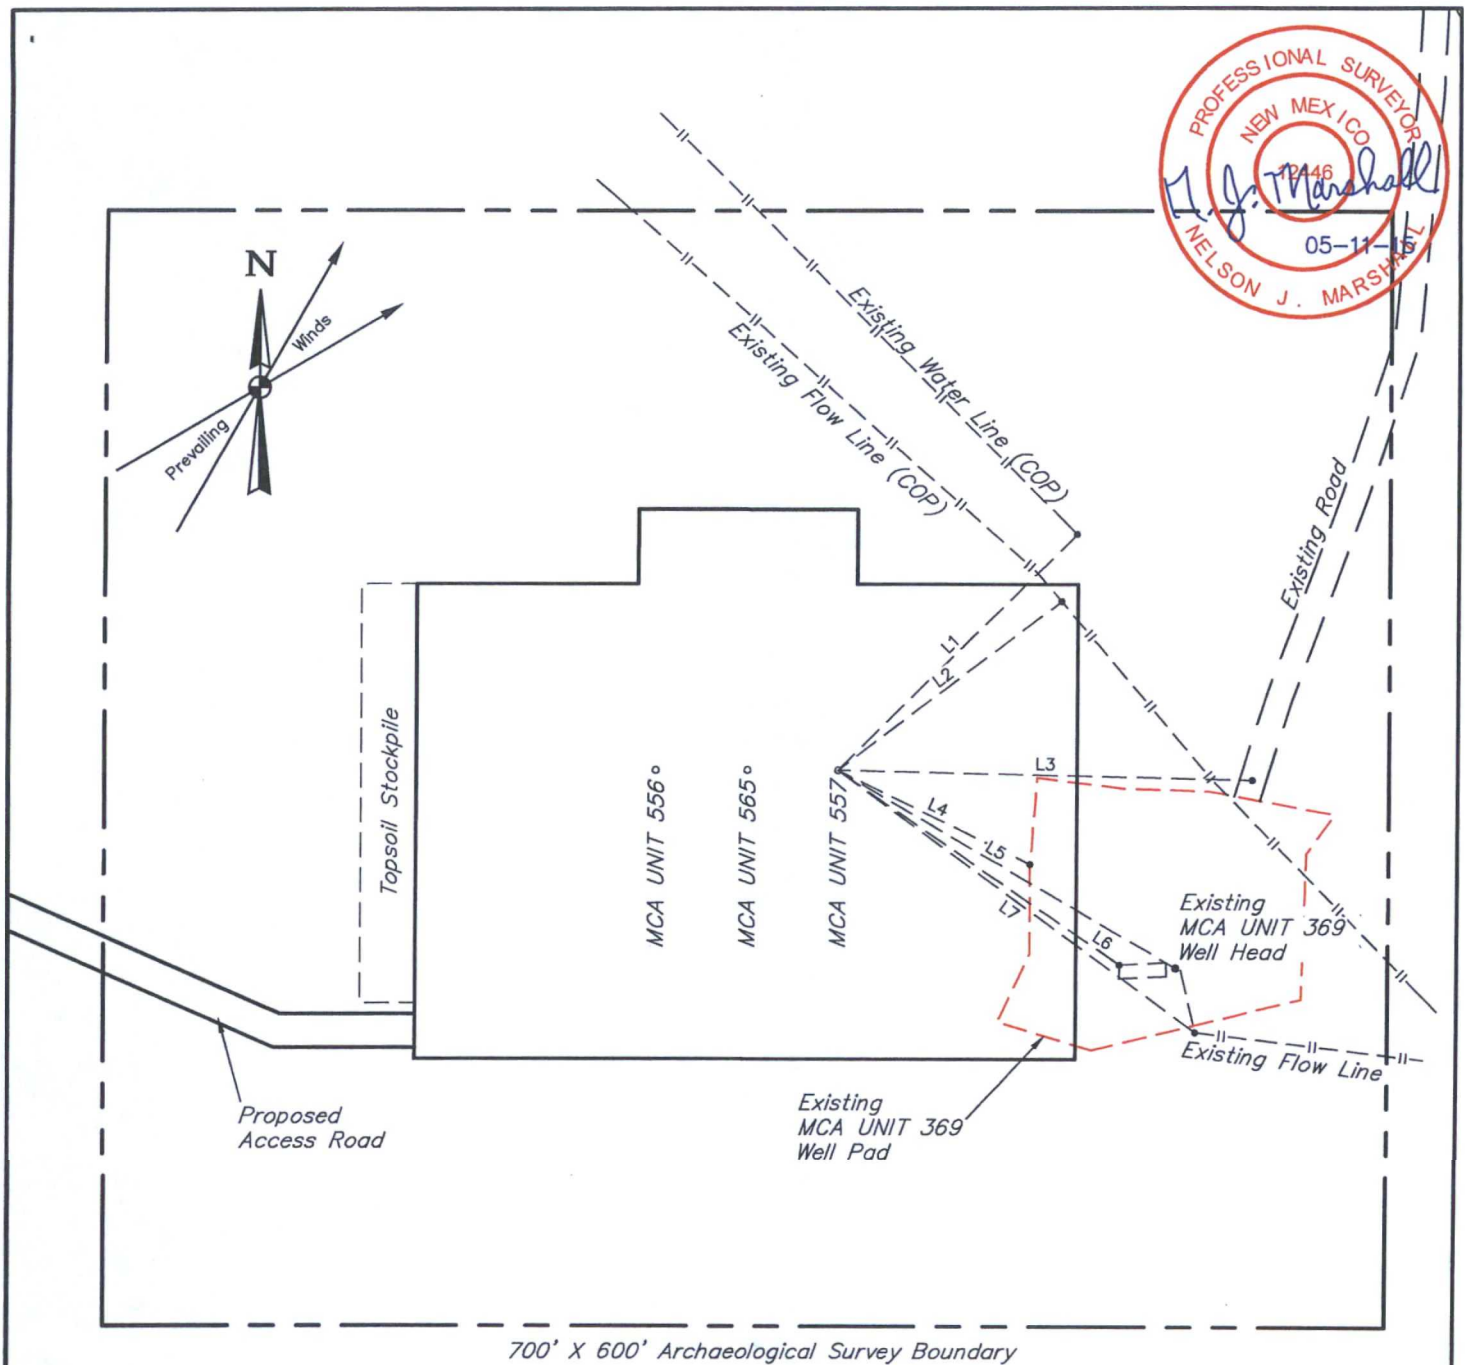 PROFESSIONAL SURVEYOR
NEW MEXICO
12446
N. J. Marshall
05-11-15
NELSON J. MARSHALL
N
Winds
Prevailing
Existing Water Line (COP)
Existing Flow Line (COP)
Existing Road
L1
L2
L3
L4
L5
L6
L7
Topsoil Stockpile
MCA UNIT 556
MCA UNIT 565
MCA UNIT 557
Existing
MCA UNIT 369
Well Head
Existing Flow Line
Proposed
Access Road
Existing
MCA UNIT 369
Well Pad
700' X 600' Archaeological Survey Boundary